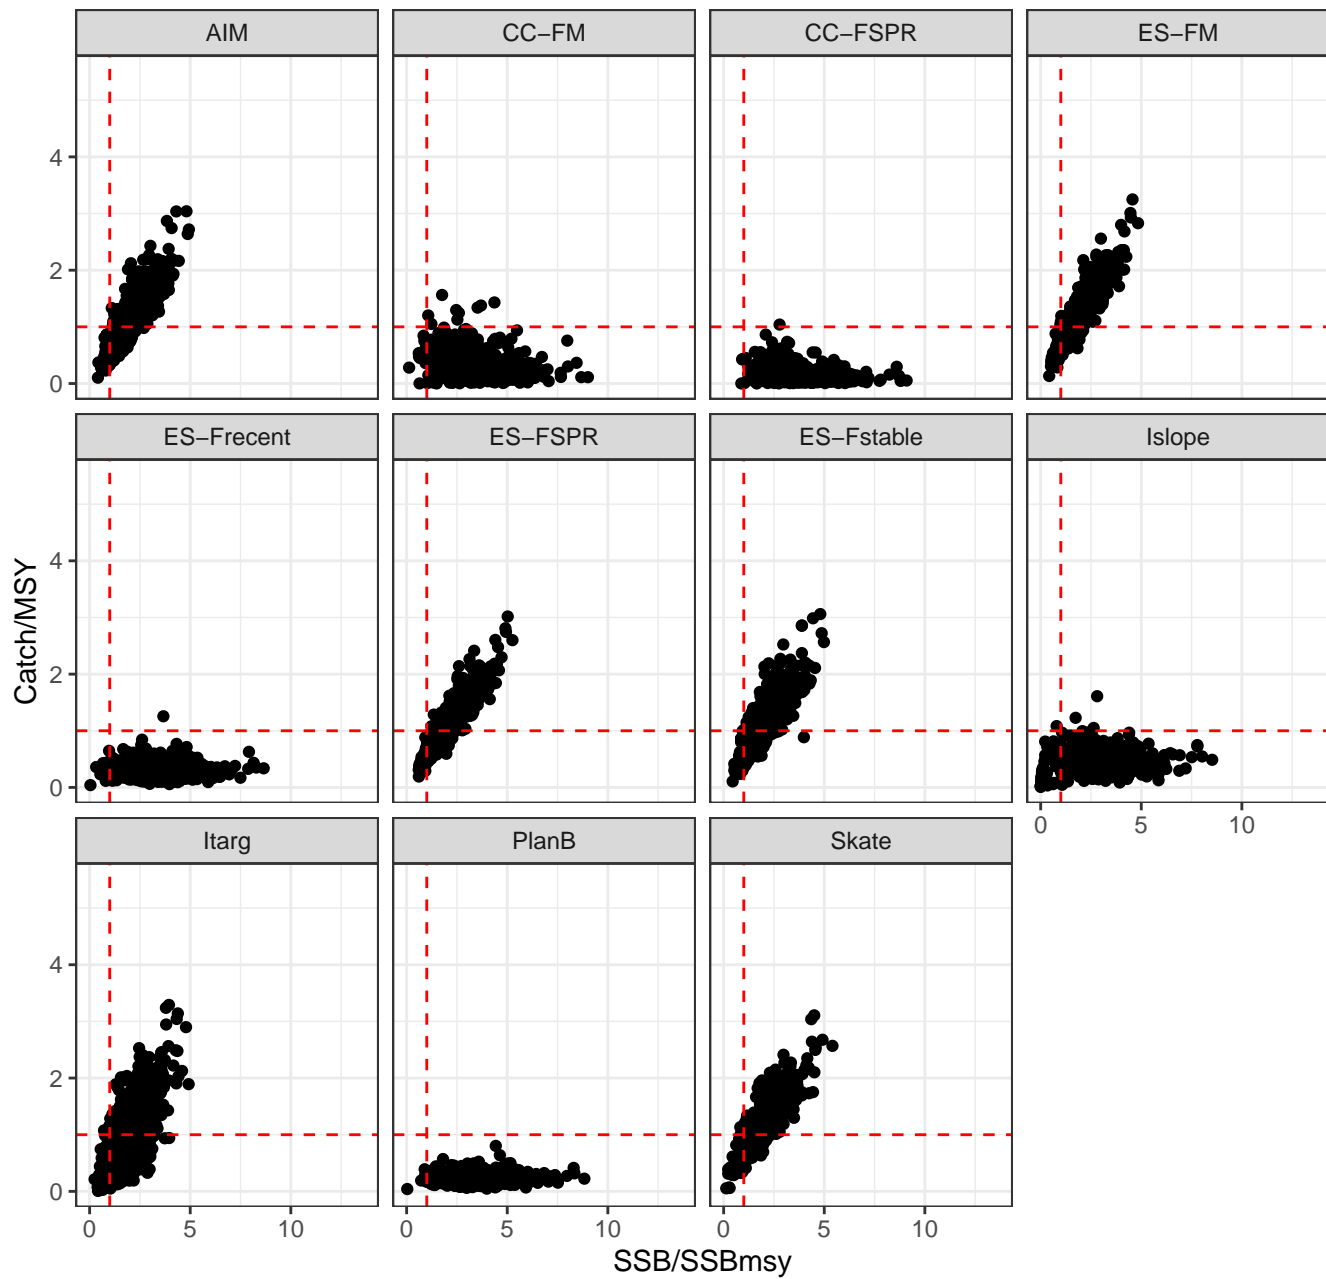 AIM
CC−FM
CC−FSPR
ES−FM
4
2
0
ES−Frecent
ES−FSPR
ES−Fstable
Islope
4
2
0
0 5 10
Itarg
PlanB
Skate
4
2
0
0 5 10
0 5 10
0 5 10
Catch/MSY
SSB/SSBmsy